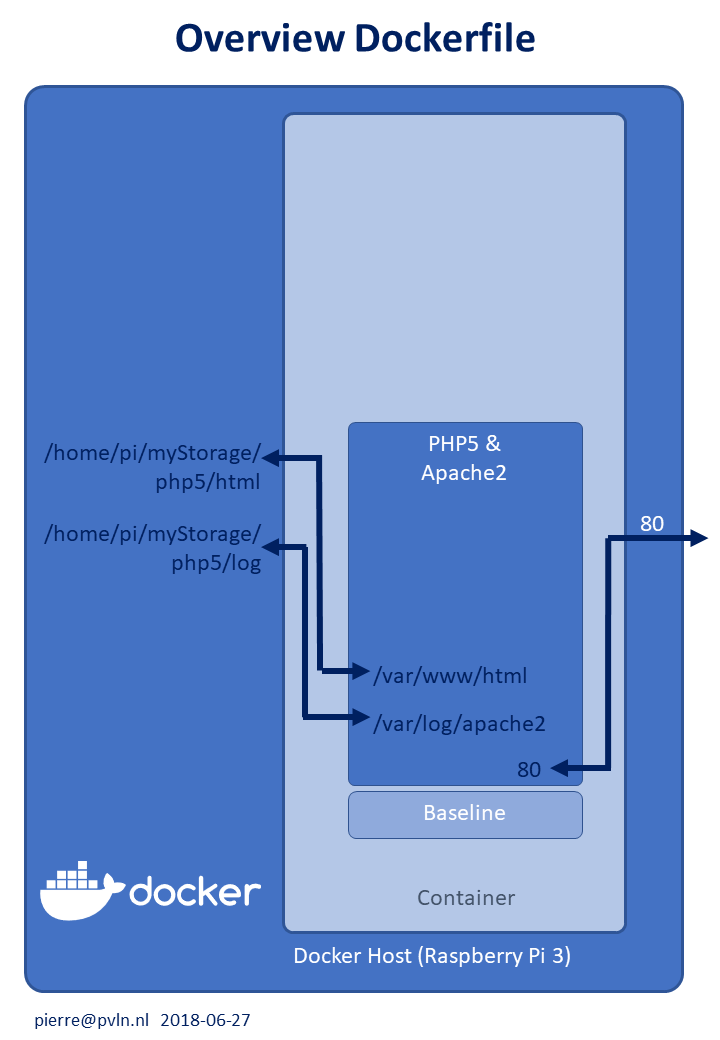 Overview Dockerfile
/home/pi/myStorage/
php5/html
/home/pi/myStorage/
php5/log
PHP5 &
Apache2
80
/var/www/html
/var/log/apache2
80
Baseline
docker
Container
Docker Host (Raspberry Pi 3)
pierre@pvln.nl 2018-06-27